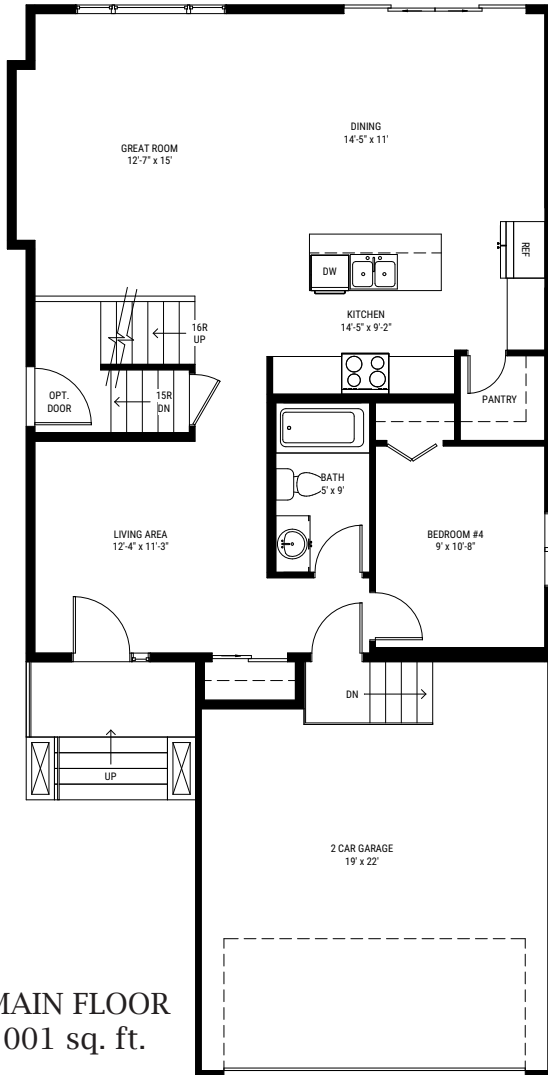 GREAT ROOM
12'-7" x 15'
DINING
14'-5" x 11'
REF
DW
KITCHEN
14'-5" x 9'-2"
16R
UP
OPT.
DOOR
15R
DN
PANTRY
BATH
5' x 9'
LIVING AREA
12'-4" x 11'-3"
BEDROOM #4
9' x 10'-8"
DN
UP
2 CAR GARAGE
19' x 22'
MAIN FLOOR
001 sq. ft.